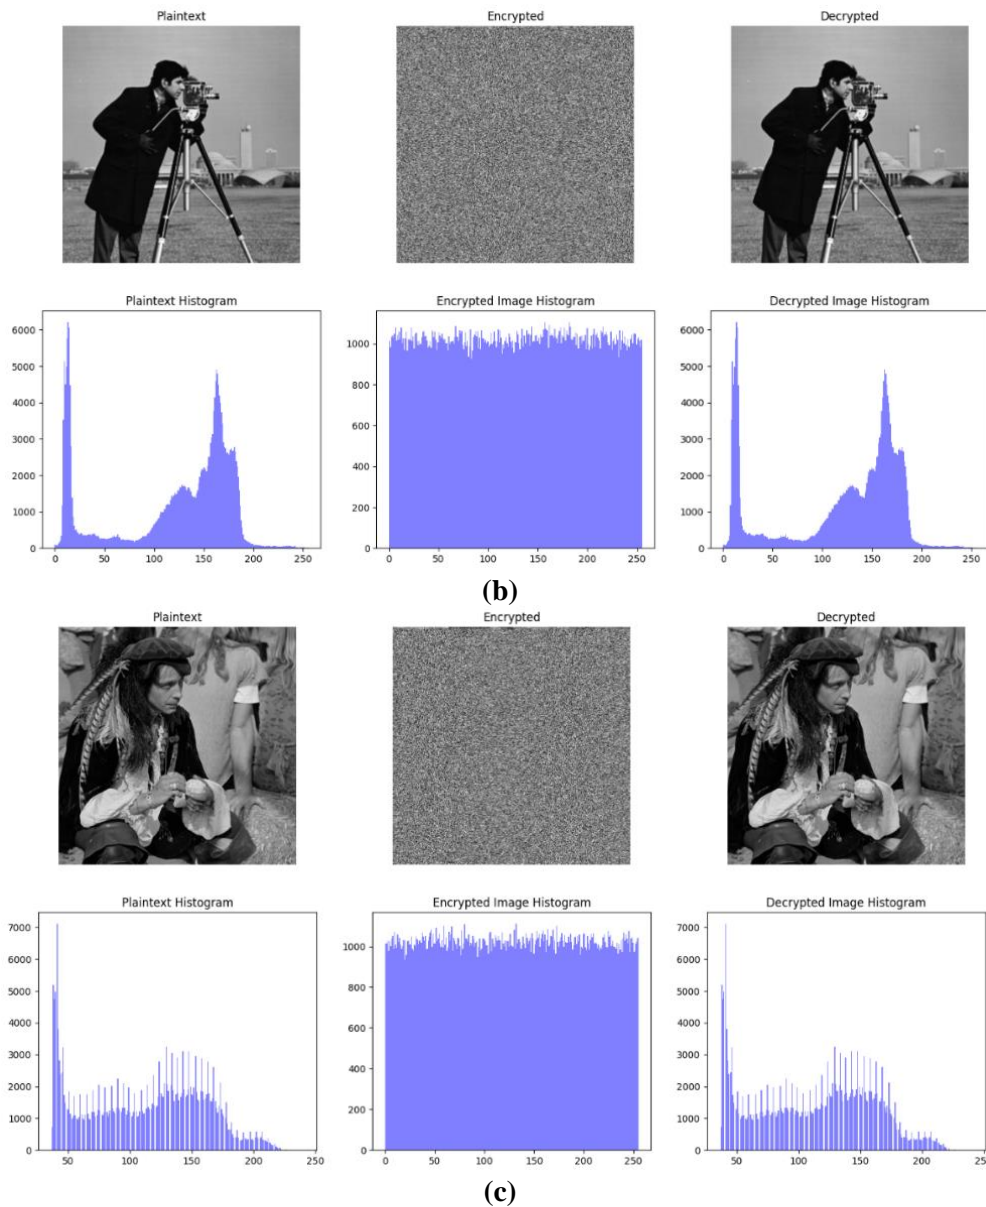 Plaintext Encrypted Decrypted
Plaintext Histogram Encrypted Image Histogram Decrypted Image Histogram
6000 1000 6000
5000 800 5000
4000 600 4000
3000 400 3000
2000 200 2000
1000 1000
0 0 0
0 50 100 150 200 250 0 50 100 150 200 250 0 50 100 150 200 250
(b)
Plaintext Encrypted Decrypted
Plaintext Histogram Encrypted Image Histogram Decrypted Image Histogram
7000 1000 7000
6000 800 6000
5000 600 5000
4000 400 4000
3000 200 3000
2000 2000
1000 1000
0 0 0
50 100 150 200 250 0 50 100 150 200 250 50 100 150 200 250
(c)